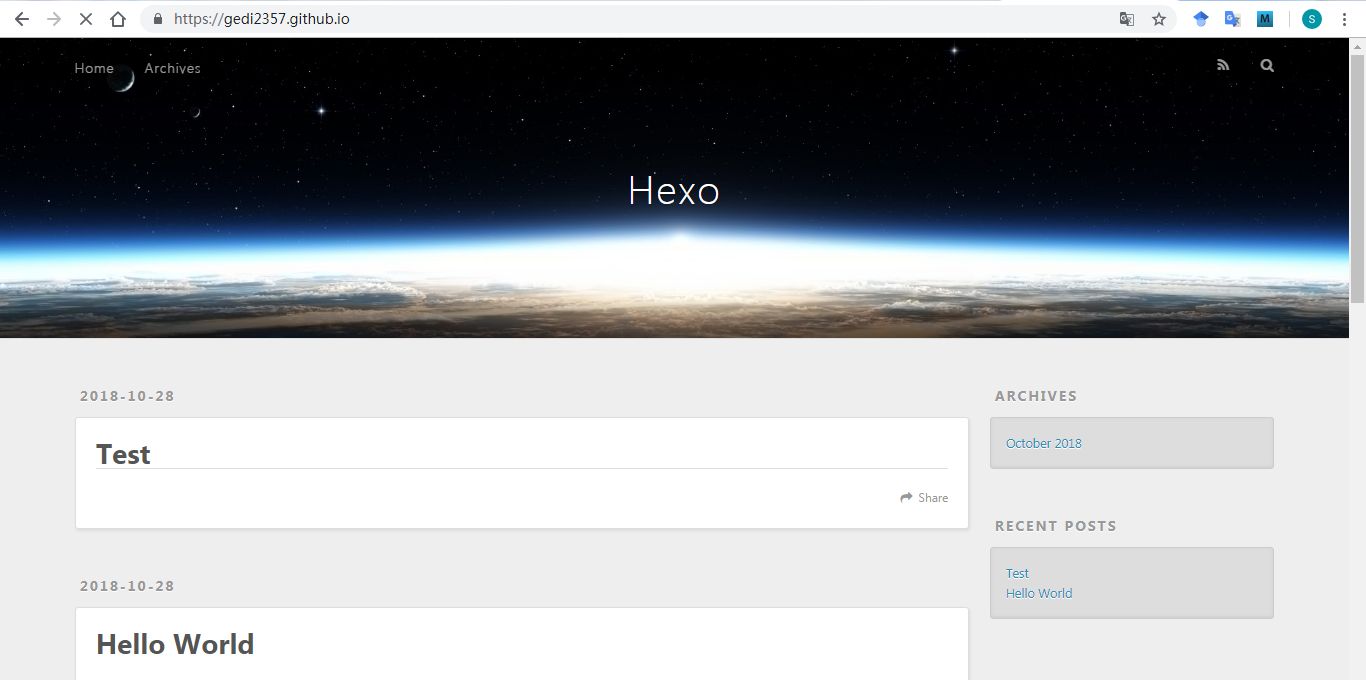 https://gedi2357.github.io
M
S
Home Archives
Hexo
2018-10-28
Test
Share
2018-10-28
Hello World
ARCHIVES
October 2018
RECENT POSTS
Test
Hello World